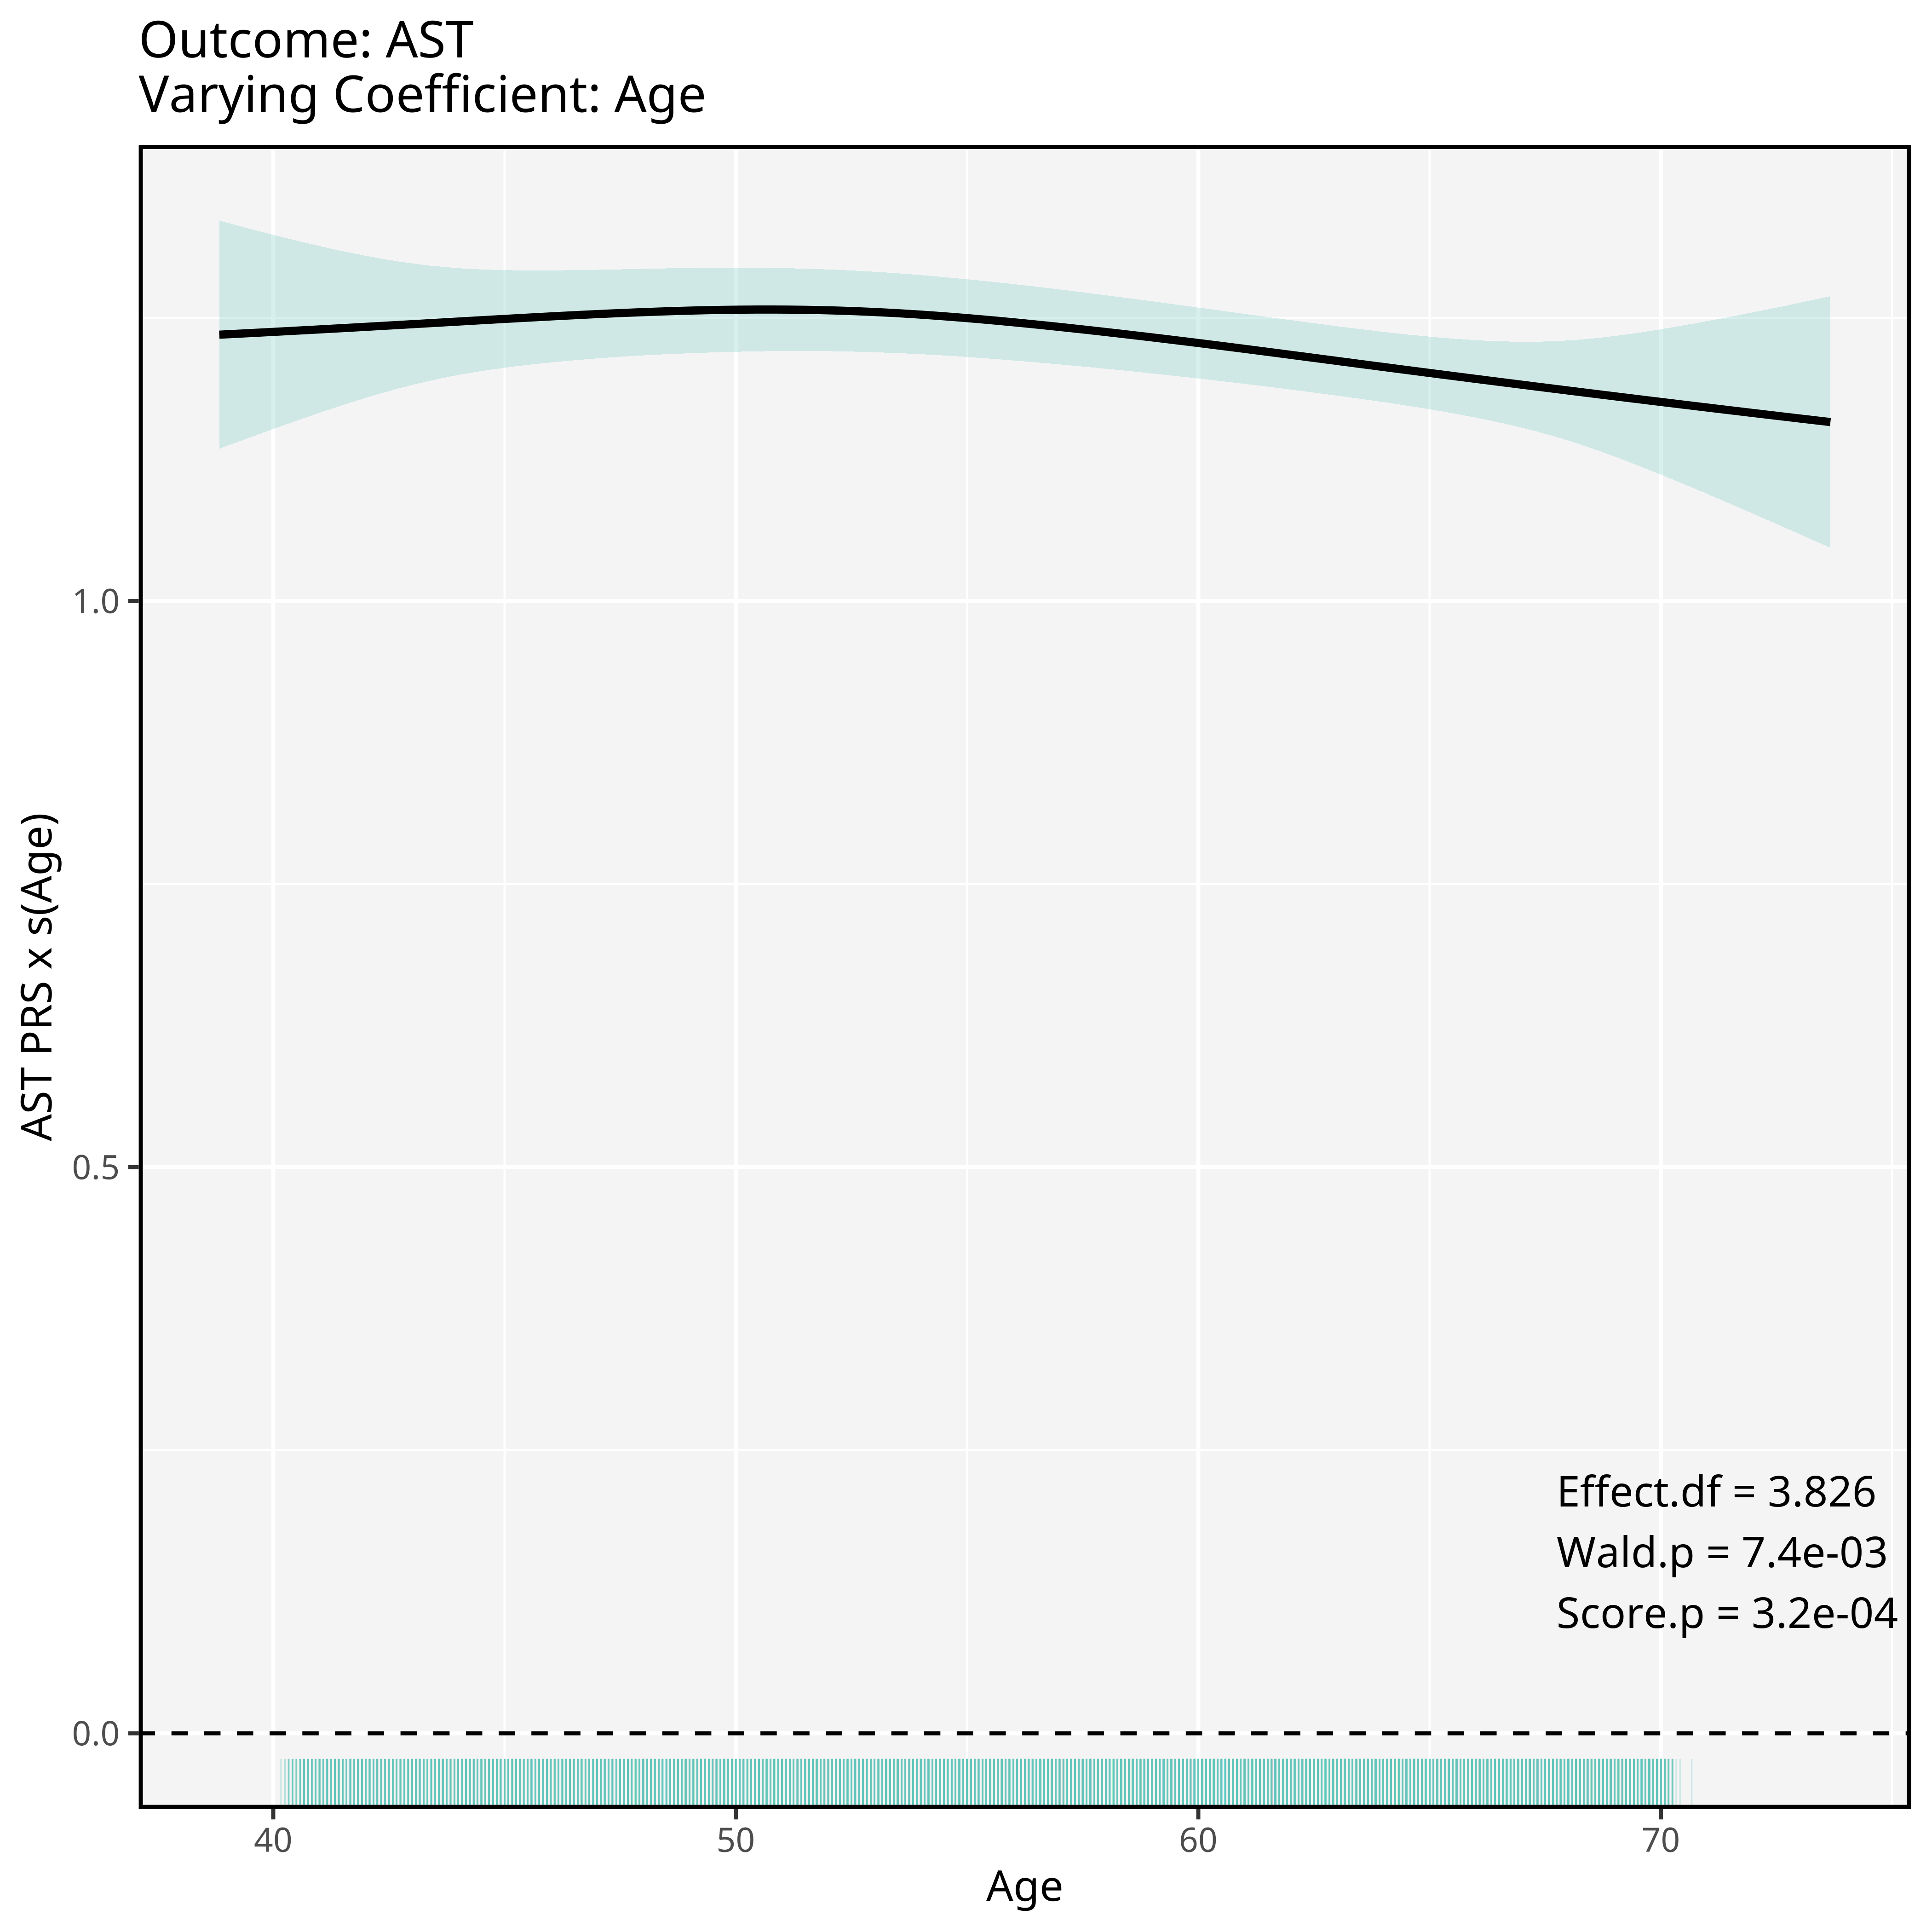 Outcome: AST
Varying Coefficient: Age
AST PRS x s(Age)
1.0
0.5
0.0
Effect.df = 3.826
Wald.p = 7.4e-03
Score.p = 3.2e-04
40
50
60
70
Age